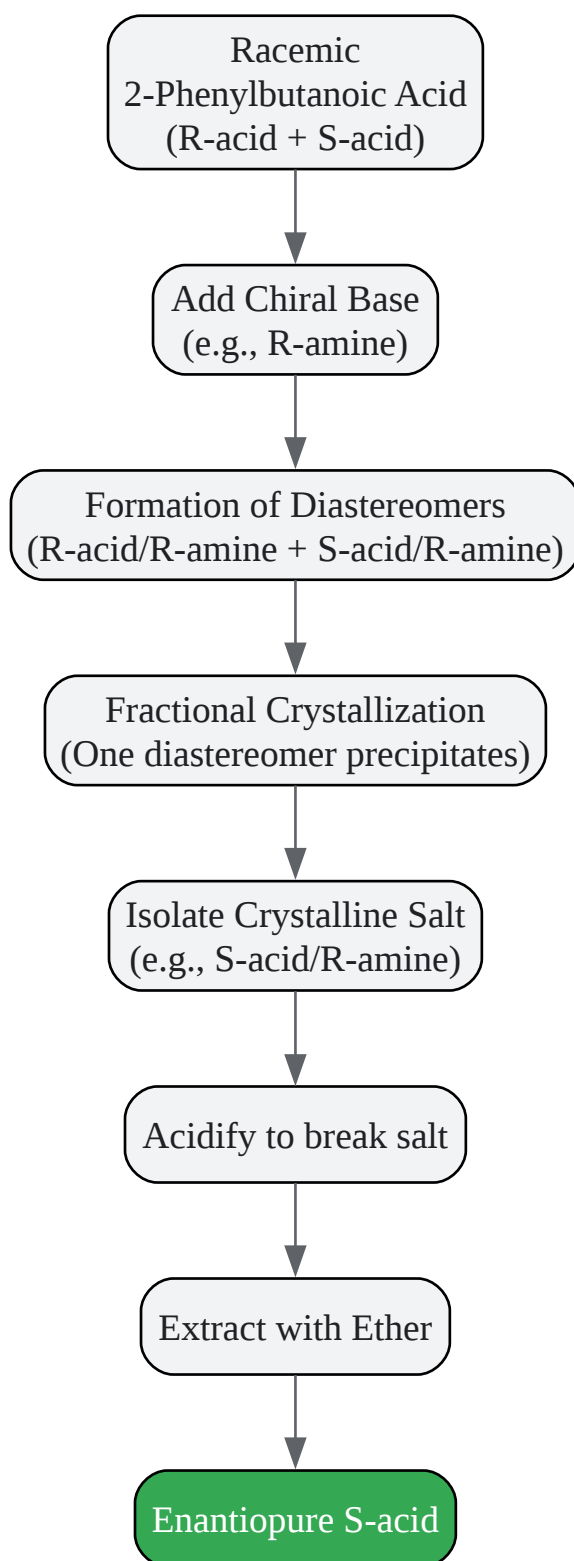 Racemic
2-Phenylbutanoic Acid
(R-acid + S-acid)
Add Chiral Base
(e.g., R-amine)
Formation of Diastereomers
(R-acid/R-amine + S-acid/R-amine)
Fractional Crystallization
(One diastereomer precipitates)
Isolate Crystalline Salt
(e.g., S-acid/R-amine)
Acidify to break salt
Extract with Ether
Enantiopure S-acid